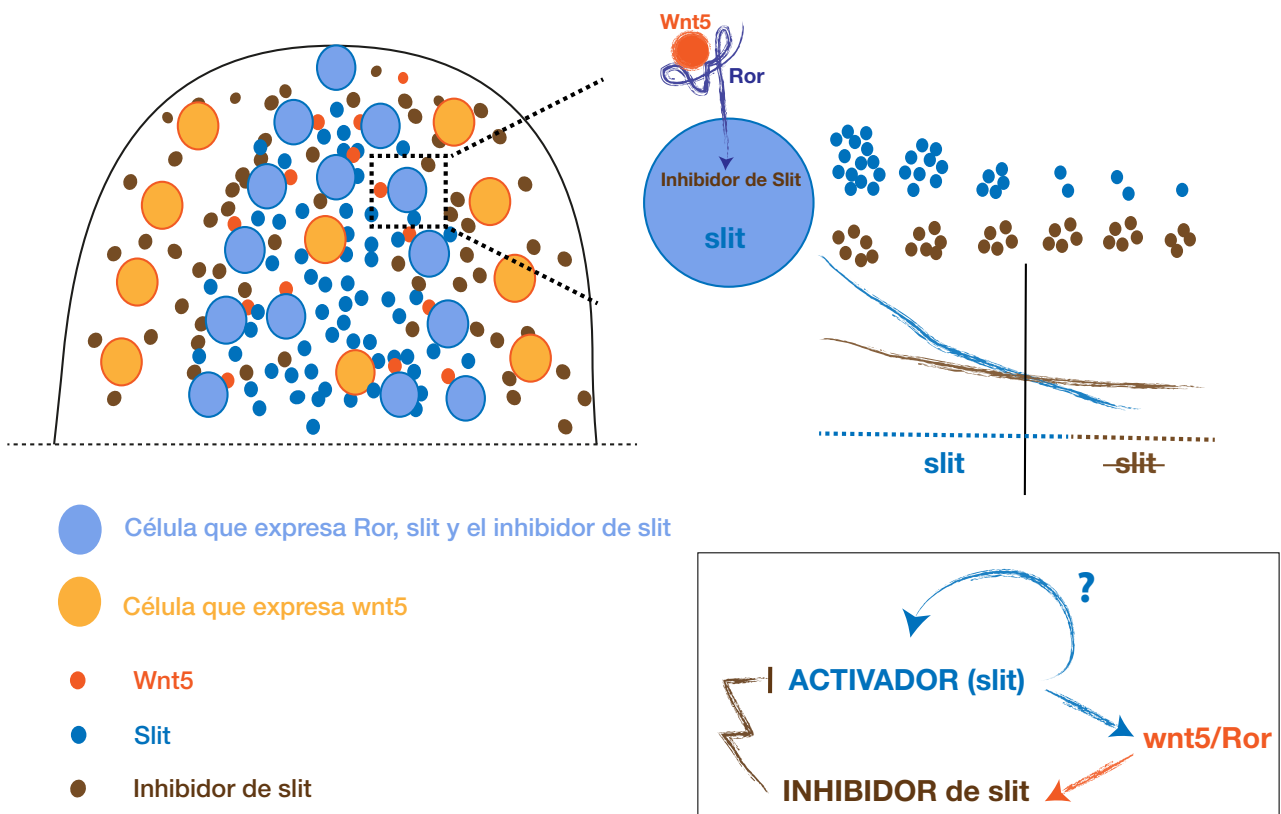 Wnt5
Ror
Inhibidor de Slit
slit
slit
slit
Célula que expresa Ror, slit y el inhibidor de slit
Célula que expresa wnt5
Wnt5
Slit
Inhibidor de slit
?
ACTIVADOR (slit)
wnt5/Ror
INHIBIDOR de slit